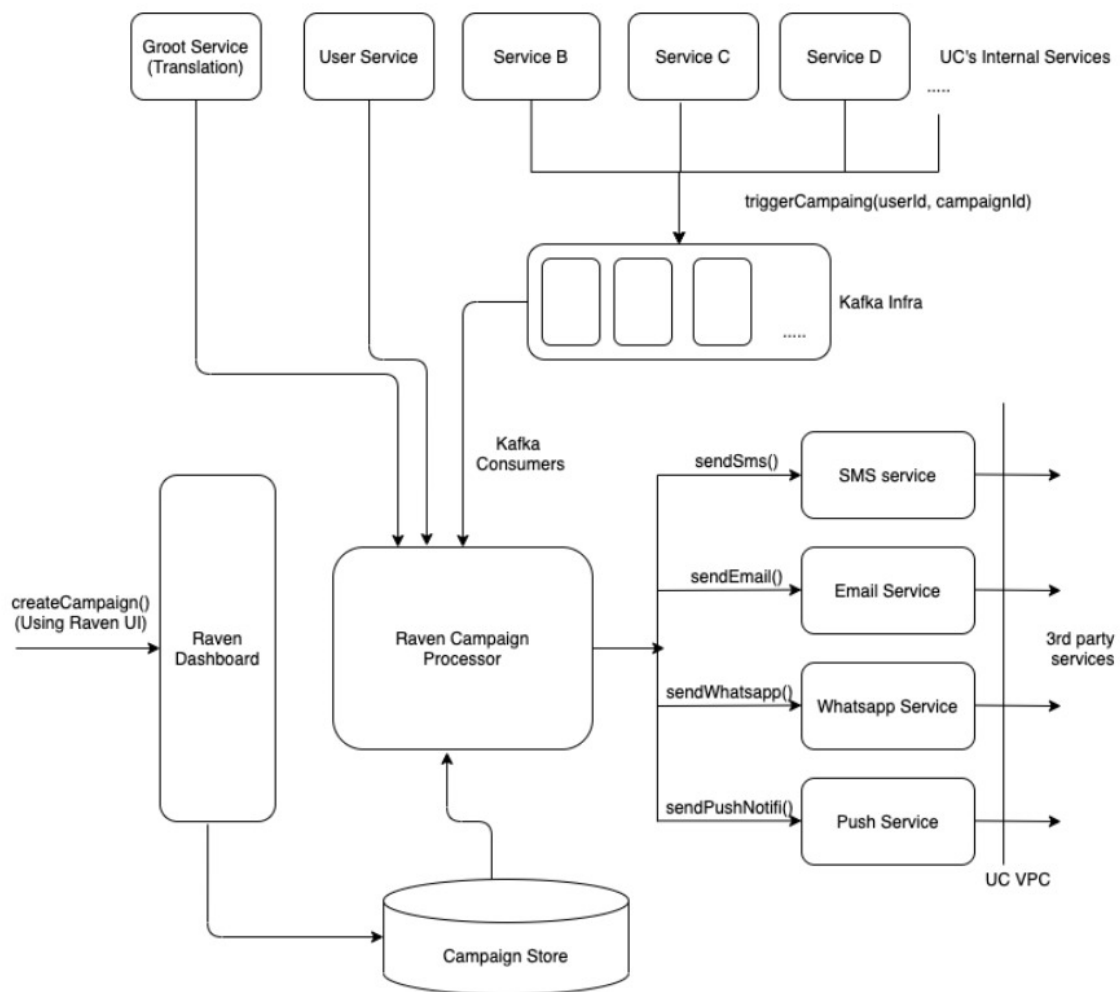 Groot Service
(Translation)
User Service
Service B
Service C
Service D
UC's Internal Services
.....
triggerCampaing(userId, campaignId)
Kafka Infra
.....
Kafka
Consumers
sendSms()
SMS service
createCampaign()
(Using Raven UI)
Raven
Dashboard
Raven Campaign
Processor
sendEmail()
Email Service
3rd party
services
sendWhatsapp()
Whatsapp Service
sendPushNotifi()
Push Service
UC VPC
Campaign Store